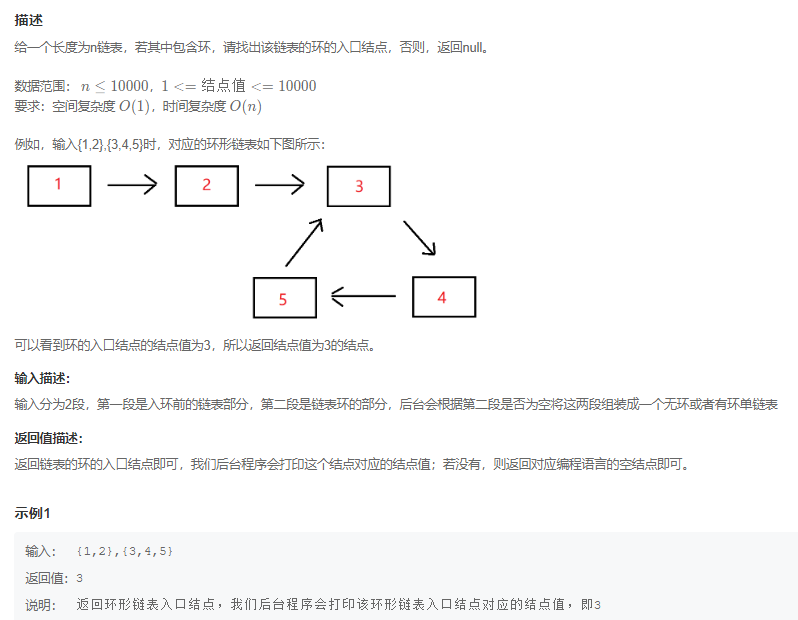 描述
给一个长度为n链表，若其中包含环，请找出该链表的环的入口结点，否则，返回null。
数据范围： n ≤ 10000，1 <= 结点值 <= 10000
要求：空间复杂度 O(1)，时间复杂度 O(n)
例如，输入{1,2},{3,4,5}时，对应的环形链表如下图所示：
1 2 3
5 4
可以看到环的入口结点的结点值为3，所以返回结点值为3的结点。
输入描述：
输入分为2段，第一段是入环前的链表部分，第二段是链表环的部分，后台会根据第二段是否为空将这两段组装成一个无环或者有环单链表
返回值描述：
返回链表的环的入口结点即可，我们后台程序会打印这个结点对应的结点值；若没有，则返回对应编程语言的空结点即可。
示例1
输入： {1,2},{3,4,5}
返回值：3
说明： 返回环形链表入口结点，我们后台程序会打印该环形链表入口结点对应的结点值，即3